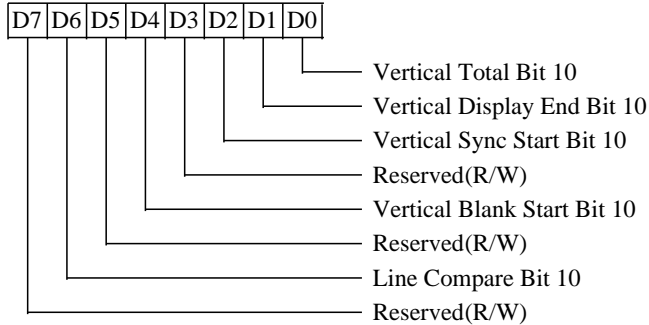 D7 D6 D5 D4 D3 D2 D1 D0
Vertical Total Bit 10
Vertical Display End Bit 10
Vertical Sync Start Bit 10
Reserved(R/W)
Vertical Blank Start Bit 10
Reserved(R/W)
Line Compare Bit 10
Reserved(R/W)